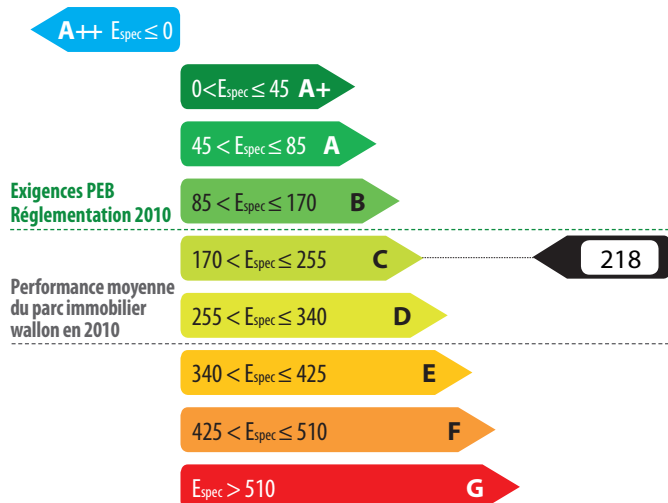 A++ Espec ≤ 0
0<Espec ≤ 45 A+
45 < Espec ≤ 85 A
Exigences PEB
Réglementation 2010
85 < Espec ≤ 170 B
170 < Espec ≤ 255 C
218
Performance moyenne
du parc immobilier
wallon en 2010
255 < Espec ≤ 340 D
340 < Espec ≤ 425 E
425 < Espec ≤ 510 F
Espec > 510 G